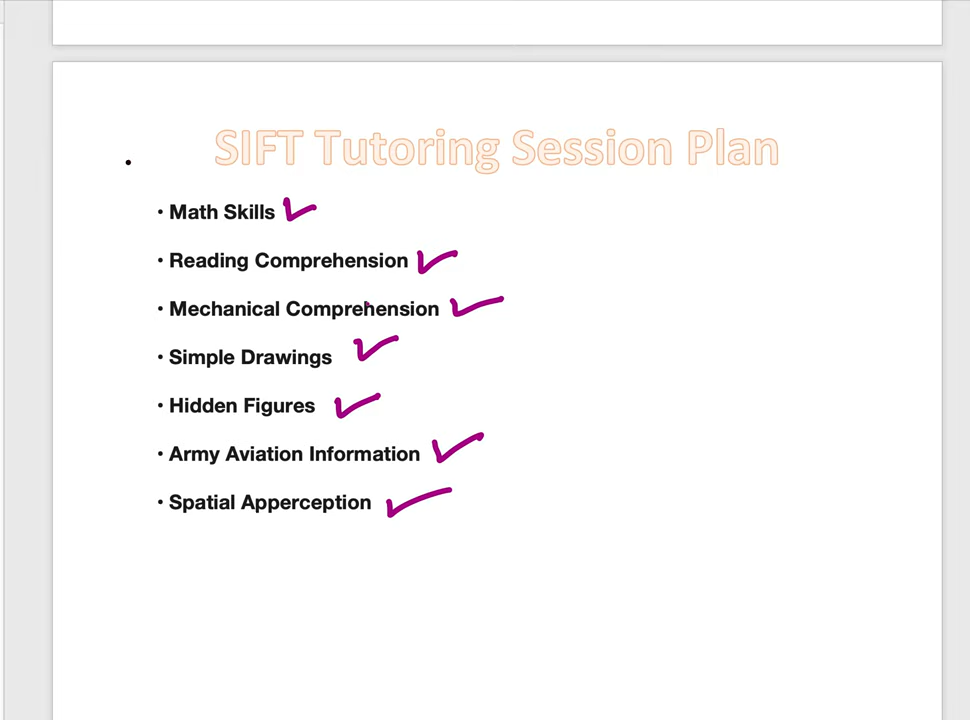 SIFT Tutoring Session Plan
• Math Skills
• Reading Comprehension
• Mechanical Comprehension
• Simple Drawings
• Hidden Figures
• Army Aviation Information
• Spatial Apperception